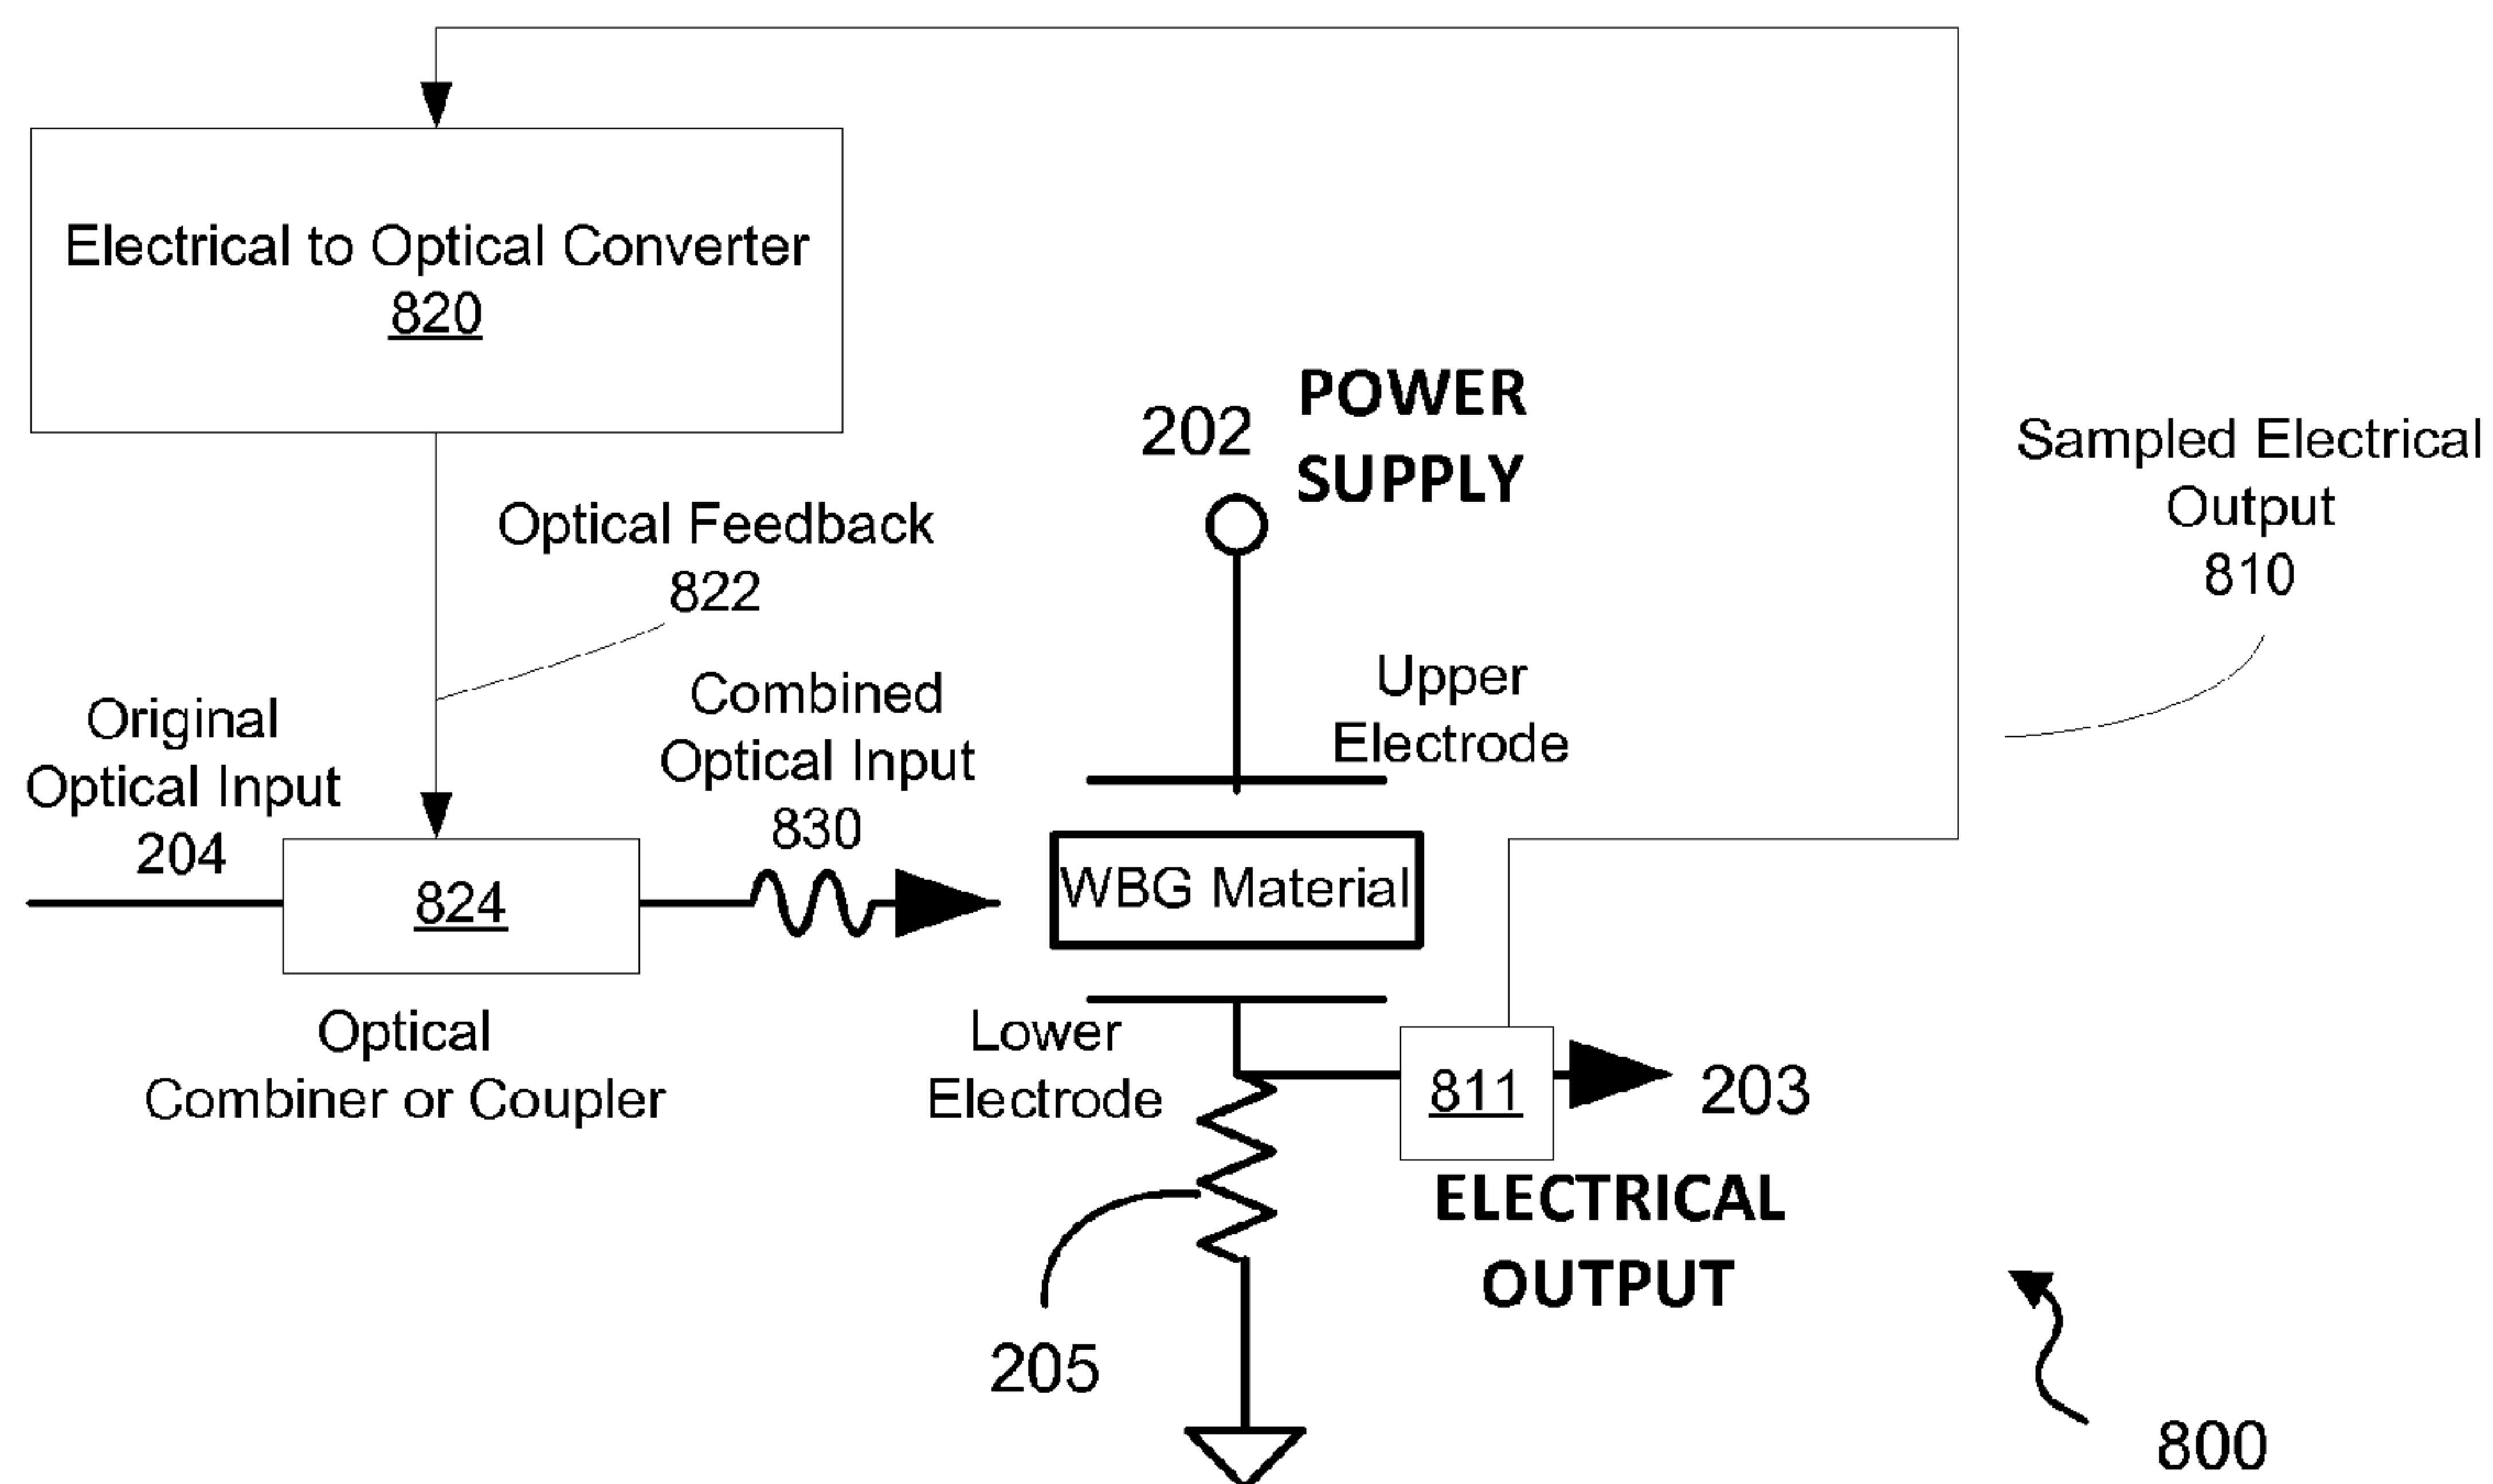 Electrical to Optical Converter
820
202
POWER
SUPPLY
Sampled Electrical
Output
810
Optical Feedback
822
Original
Optical Input
204
Combined
Optical Input
830
Upper
Electrode
824
WBG Material
Optical
Combiner or Coupler
Lower
Electrode
811
203
ELECTRICAL
OUTPUT
205
800